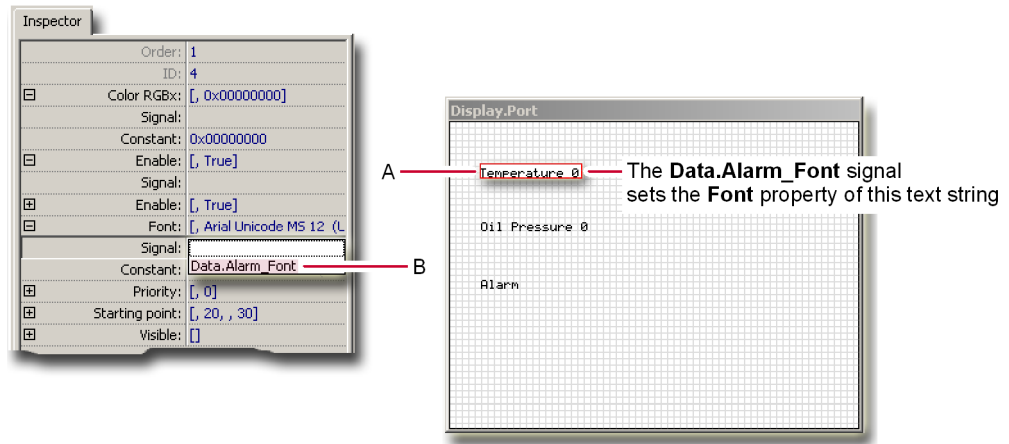 Inspector
Order: 1
ID: 4
Color RGBx: [, 0x00000000]
Signal:
Constant: 0x00000000
Enable: [, True]
Signal:
Enable: [, True]
Font: [, Arial Unicode MS 12 (L
Signal:
Constant: Data.Alarm_Font
Priority: [, 0]
Starting point: [, 20, , 30]
Visible: []
B
Display.Port
A
Temperature 0
The Data.Alarm_Font signal
sets the Font property of this text string
Oil Pressure 0
Alarm